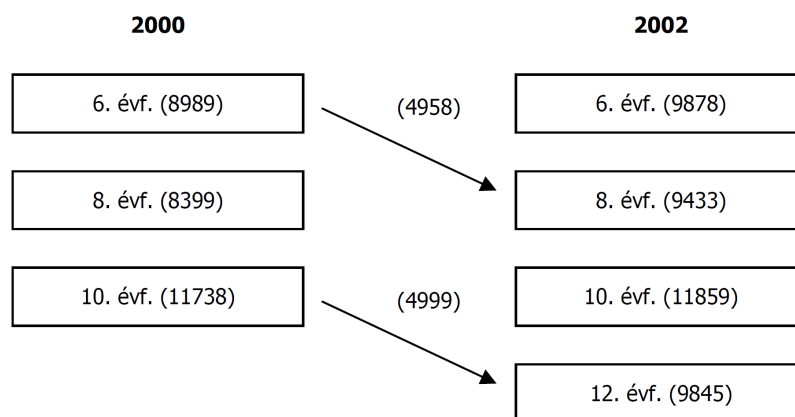 2000 2002
6. évf. (8989) (4958) 6. évf. (9878)
8. évf. (8399) 8. évf. (9433)
10. évf. (11738) (4999) 10. évf. (11859)
12. évf. (9845)